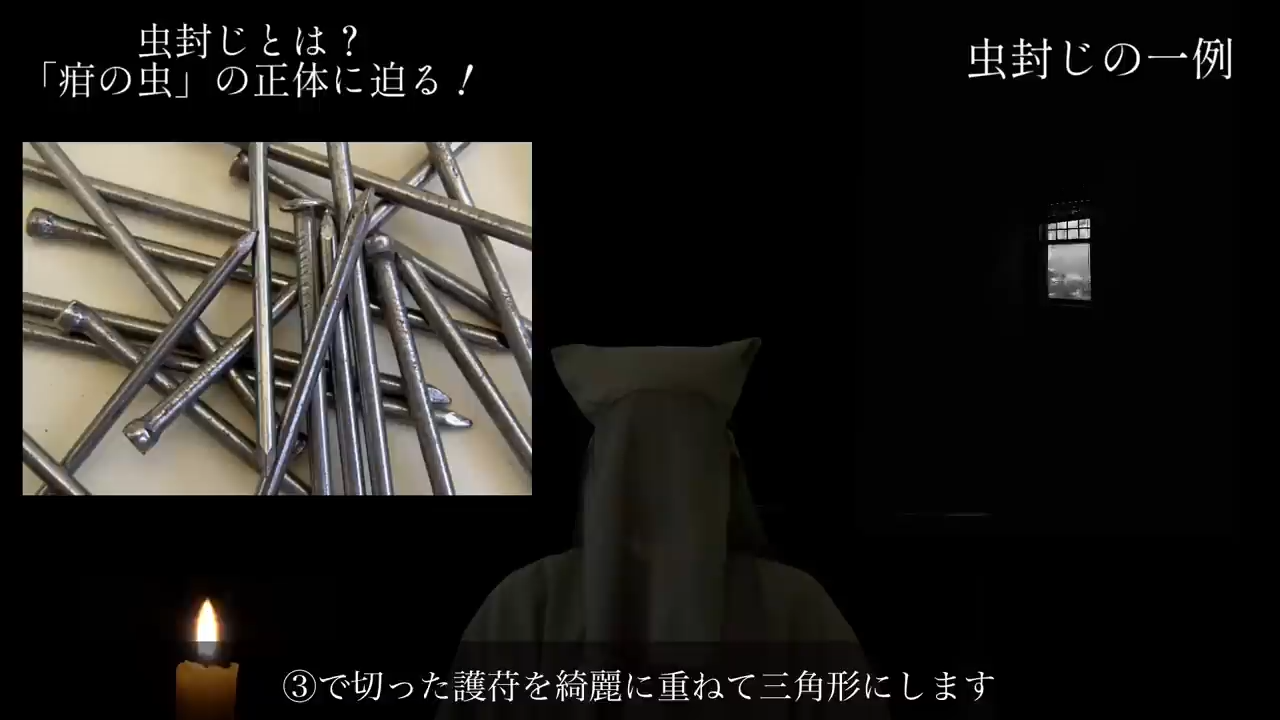 虫封じとは？
「疳の虫」の正体に迫る！
虫封じの一例
③で切った護苻を綺麗に重ねて三角形にします